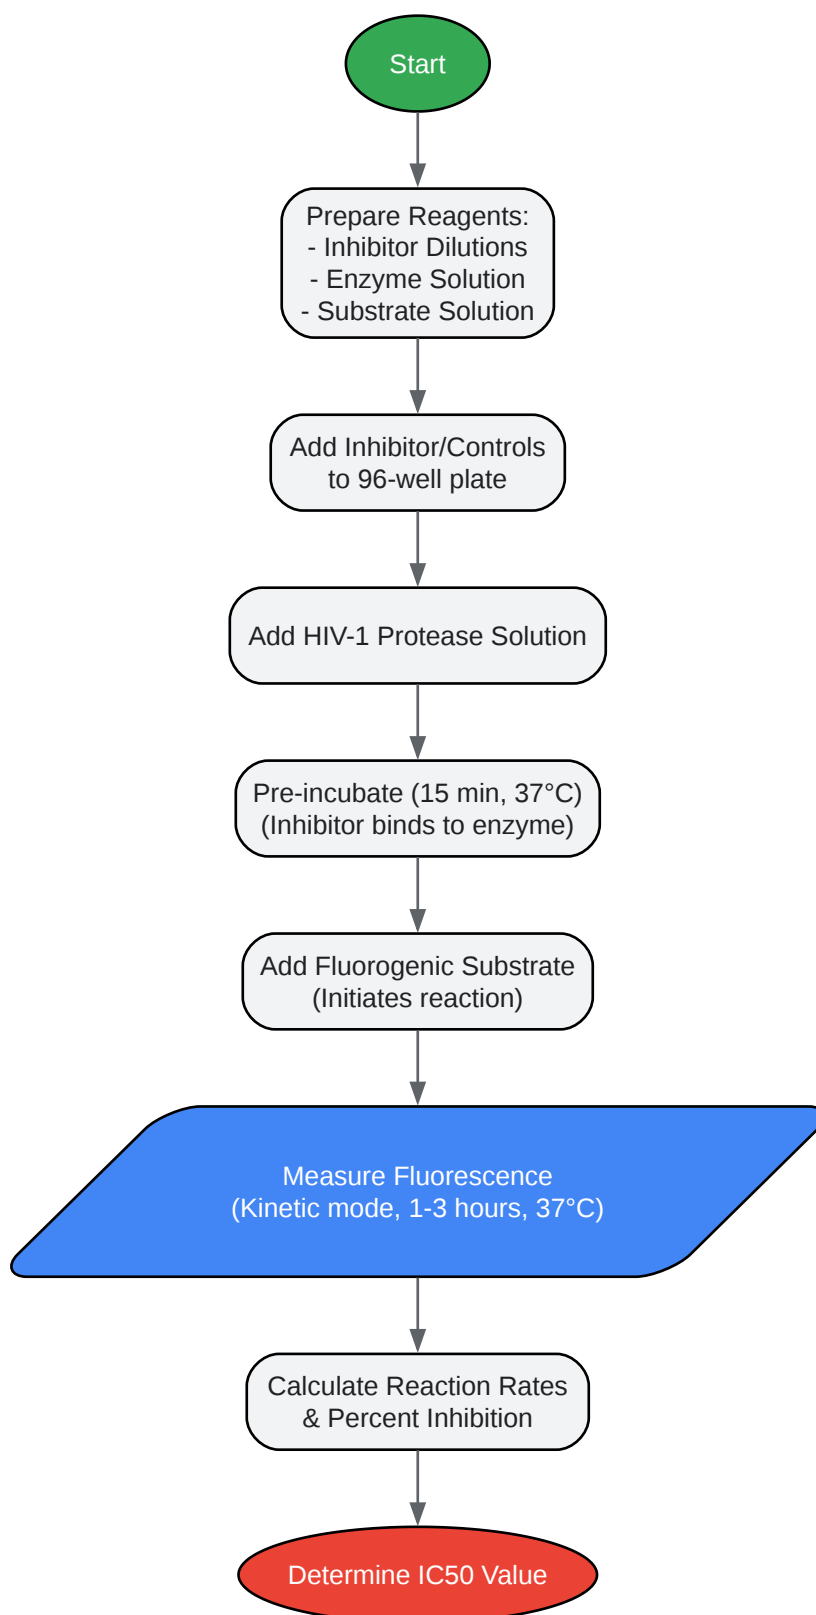 Start
Prepare Reagents:
- Inhibitor Dilutions
- Enzyme Solution
- Substrate Solution
Add Inhibitor/Controls
to 96-well plate
Add HIV-1 Protease Solution
Pre-incubate (15 min, 37°C)
(Inhibitor binds to enzyme)
Add Fluorogenic Substrate
(Initiates reaction)
Measure Fluorescence
(Kinetic mode, 1-3 hours, 37°C)
Calculate Reaction Rates
& Percent Inhibition
Determine IC50 Value